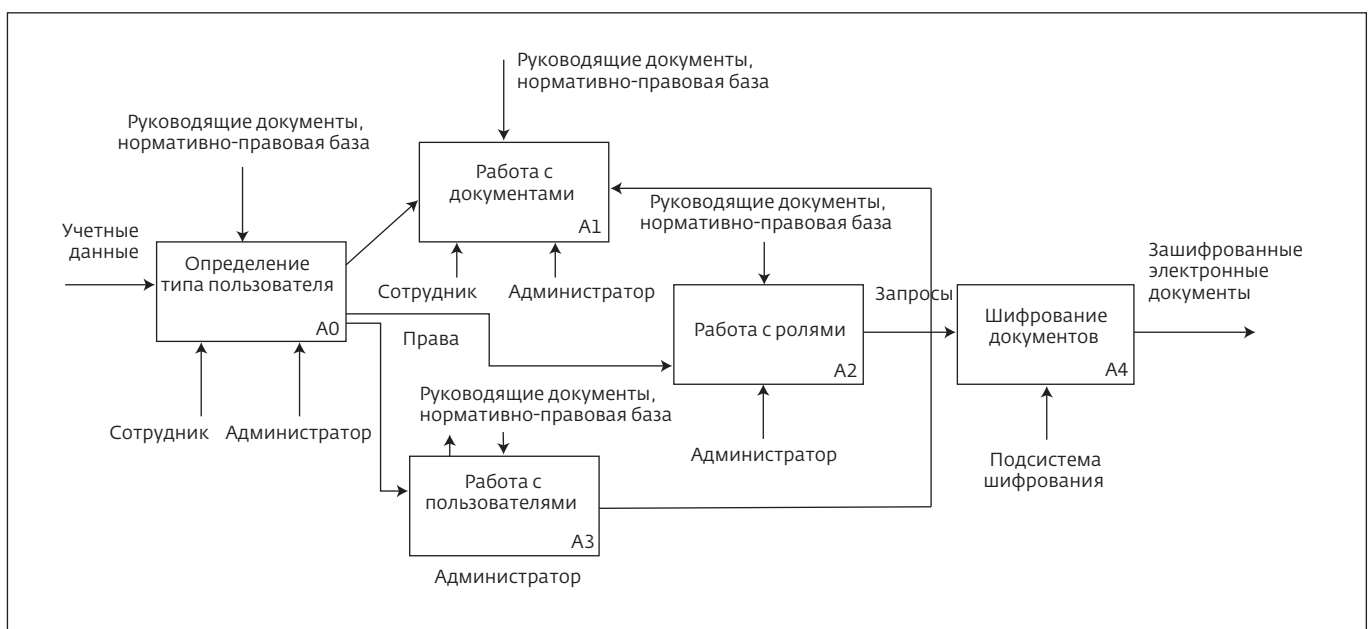 Руководящие документы,
нормативно-правовая база
Руководящие документы,
нормативно-правовая база
Работа с
документами
A1
Руководящие документы,
нормативно-правовая база
Учетные
данные
Определение
типа пользователя
A0
Сотрудник
Администратор
Зашифрованные
электронные
документы
Запросы
Права
Работа с ролями
A2
Шифрование
документов
A4
Руководящие документы,
нормативно-правовая база
Сотрудник
Администратор
Администратор
Подсистема
шифрования
Работа с
пользователями
A3
Администратор